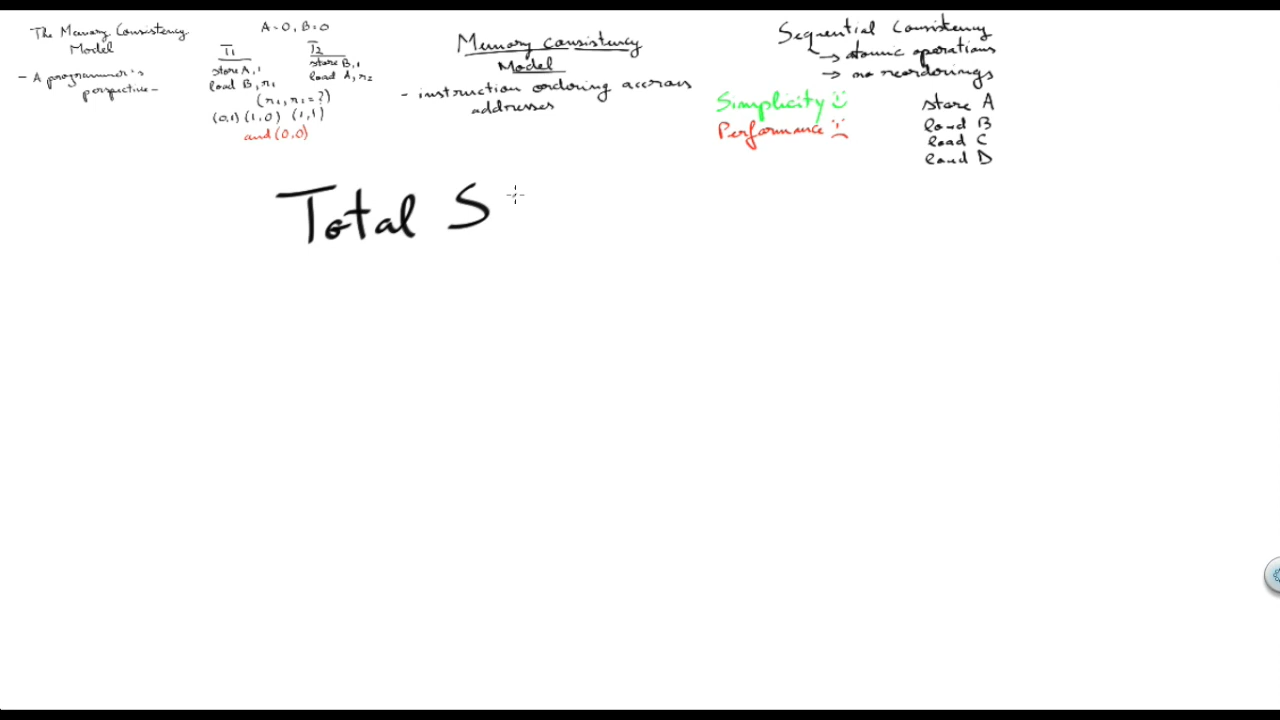 The Memory Consistency
Model
- A programmer's
perspective -
A=0, B=0
T1 T2
store A, 1 store B, 1
load B, r1 load A, r2
(r1, r1 = ?)
(0,1) (1,0) (1,1)
and (0,0)
Memory consistency
Model
- instruction ordering accross
addresses
Sequential Consistency
→ atomic operations
→ no reorderings
Simplicity :)
Performance :(
store A
load B
load C
load D
Total S